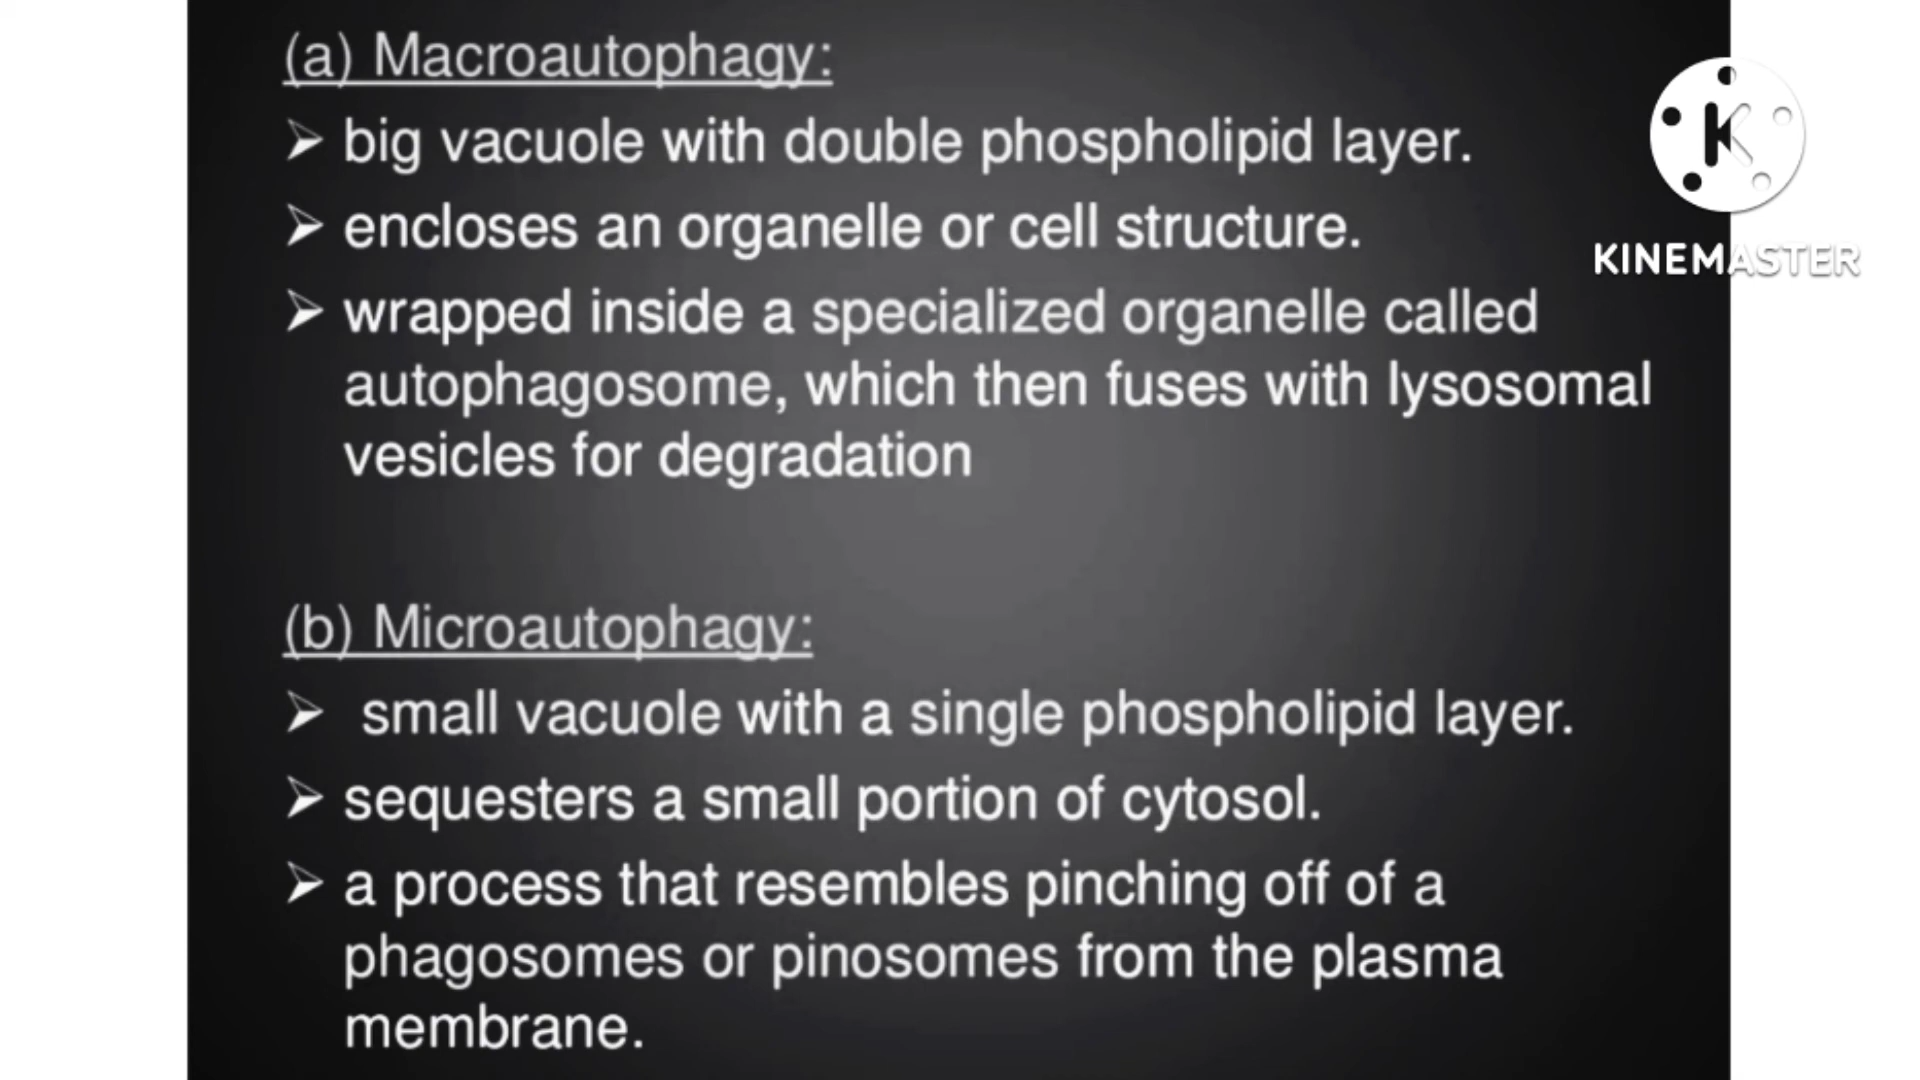 (a) Macroautophagy:
➢ big vacuole with double phospholipid layer.
➢ encloses an organelle or cell structure.
➢ wrapped inside a specialized organelle called
autophagosome, which then fuses with lysosomal
vesicles for degradation
(b) Microautophagy:
➢ small vacuole with a single phospholipid layer.
➢ sequesters a small portion of cytosol.
➢ a process that resembles pinching off of a
phagosomes or pinosomes from the plasma
membrane.
K
KINEMASTER